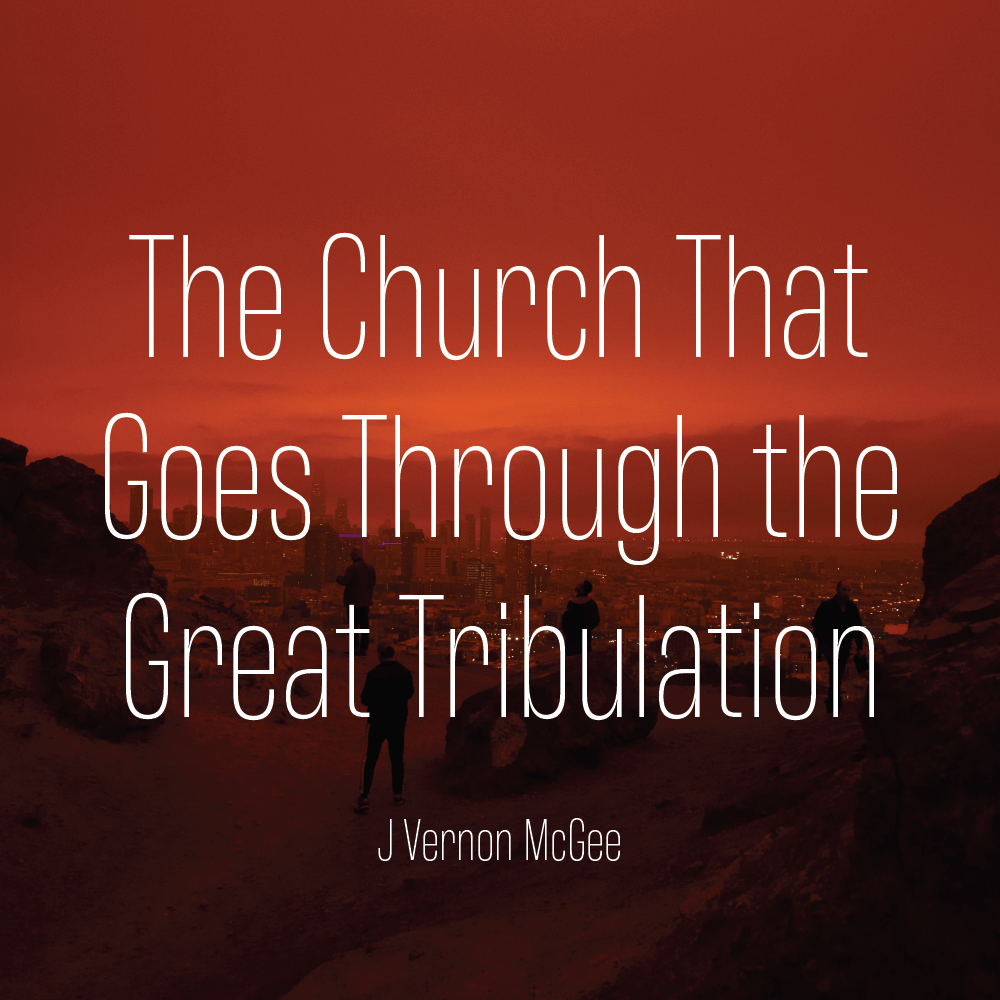 The Church That
Goes Through the
Great Tribulation
J Vernon McGee